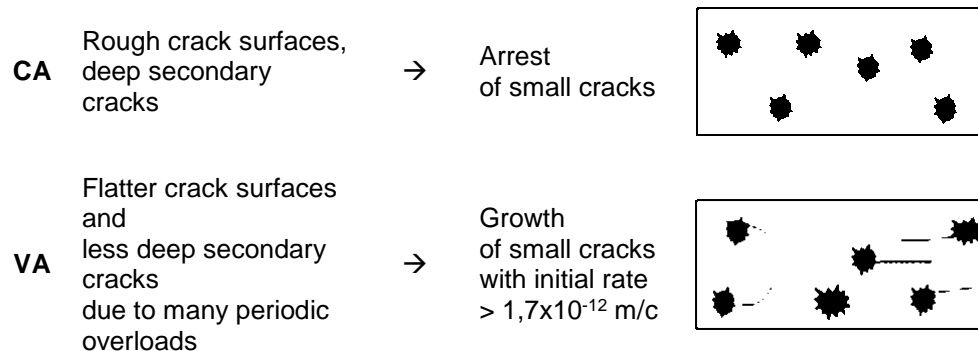 Rough crack surfaces,
CA deep secondary → Arrest
cracks of small cracks
Flatter crack surfaces
and
less deep secondary Growth
VA cracks → of small cracks
due to many periodic with initial rate
overloads > 1,7x10⁻¹² m/c